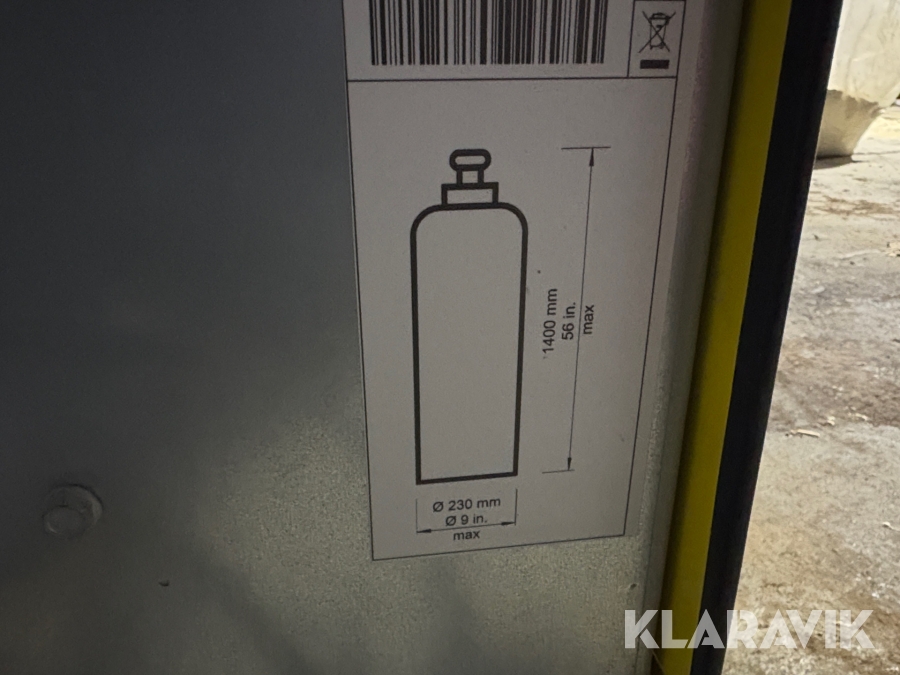 1400 mm
56 in.
max
Ø 230 mm
Ø 9 in.
max
KLARAVIK